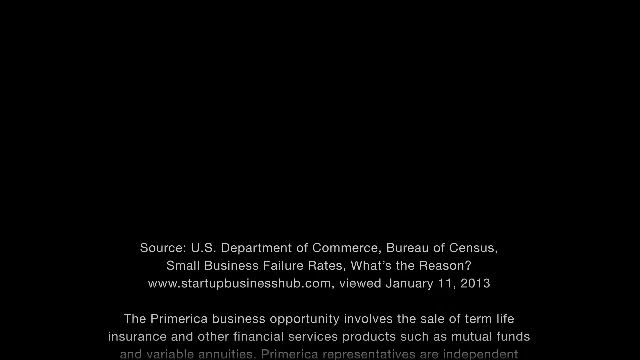 Source: U.S. Department of Commerce, Bureau of Census,
Small Business Failure Rates, What's the Reason?
www.startupbusinesshub.com, viewed January 11, 2013
The Primerica business opportunity involves the sale of term life
insurance and other financial services products such as mutual funds
and variable annuities. Primerica representatives are independent